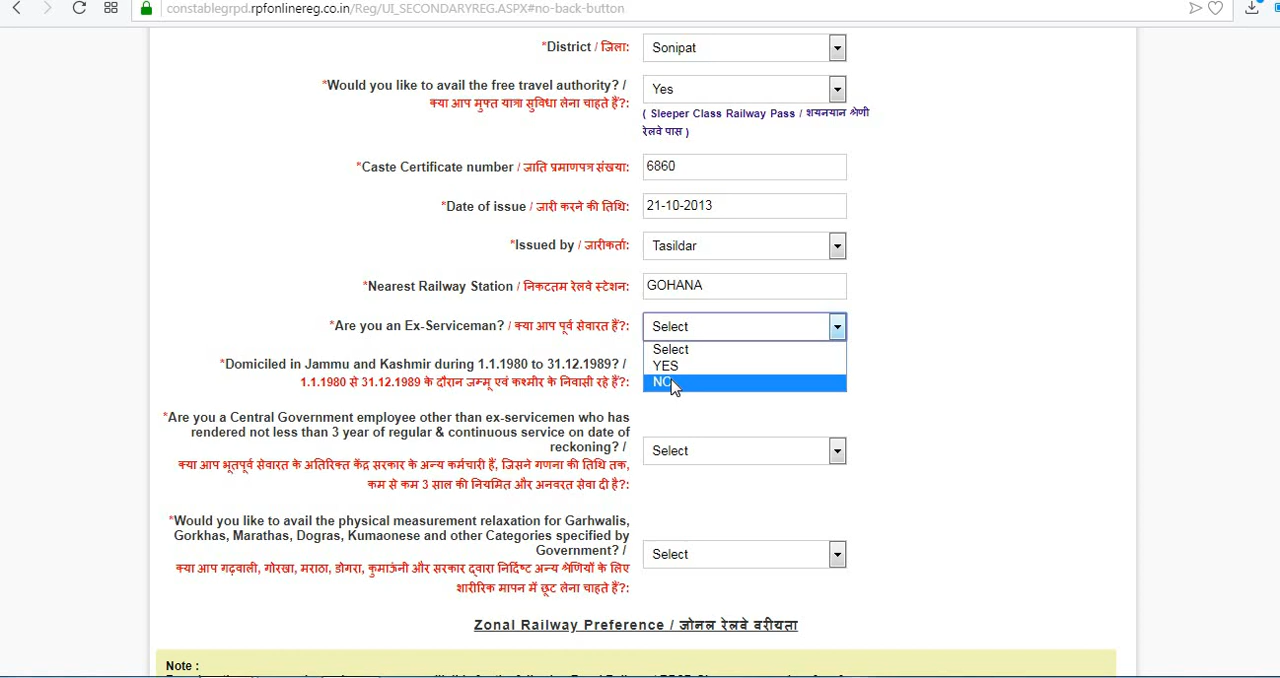 constablegrpd.rpfonlinereg.co.in/Reg/UI_SECONDARYREG.ASPX#no-back-button
*District / जिला: Sonipat
*Would you like to avail the free travel authority? / Yes
क्या आप मुफ्त यात्रा सुविधा लेना चाहते हैं?:
( Sleeper Class Railway Pass / शयनयान श्रेणी
रेलवे पास )
*Caste Certificate number / जाति प्रमाणपत्र संखया: 6860
*Date of issue / जारी करने की तिथि: 21-10-2013
*Issued by / जारीकर्ता: Tasildar
*Nearest Railway Station / निकटतम रेलवे स्टेशन: GOHANA
*Are you an Ex-Serviceman? / क्या आप पूर्व सेवारत हैं?: Select
Select
YES
NO
*Domiciled in Jammu and Kashmir during 1.1.1980 to 31.12.1989? /
1.1.1980 से 31.12.1989 के दौरान जम्मू एवं कश्मीर के निवासी रहे हैं?:
*Are you a Central Government employee other than ex-servicemen who has
rendered not less than 3 year of regular & continuous service on date of
reckoning? / Select
क्या आप भूतपूर्व सेवारत के अतिरिक्त केंद्र सरकार के अन्य कर्मचारी हैं, जिसने गणना की तिथि तक,
कम से कम 3 साल की नियमित और अनवरत सेवा दी है?:
*Would you like to avail the physical measurement relaxation for Garhwalis,
Gorkhas, Marathas, Dogras, Kumaonese and other Categories specified by
Government? / Select
क्या आप गढ़वाली, गोरखा, मराठा, डोगरा, कुमाऊंनी और सरकार द्वारा निर्दिष्ट अन्य श्रेणियों के लिए
शारीरिक मापन में छूट लेना चाहते हैं?:
Zonal Railway Preference / जोनल रेलवे वरीयता
Note :